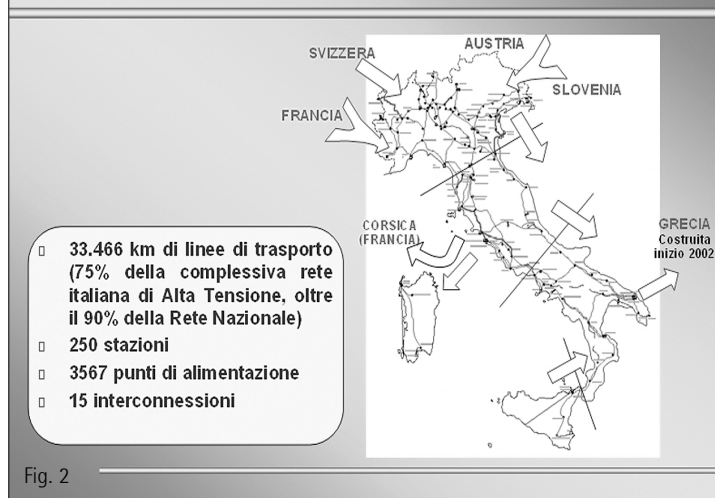 AUSTRIA
SVIZZERA
SLOVENIA
FRANCIA
CORSICA
(FRANCIA)
GRECIA
Costruita
inizio 2002
33.466 km di linee di trasporto
(75% della complessiva rete
italiana di Alta Tensione, oltre
il 90% della Rete Nazionale)
250 stazioni
3567 punti di alimentazione
15 interconnessioni
Fig. 2